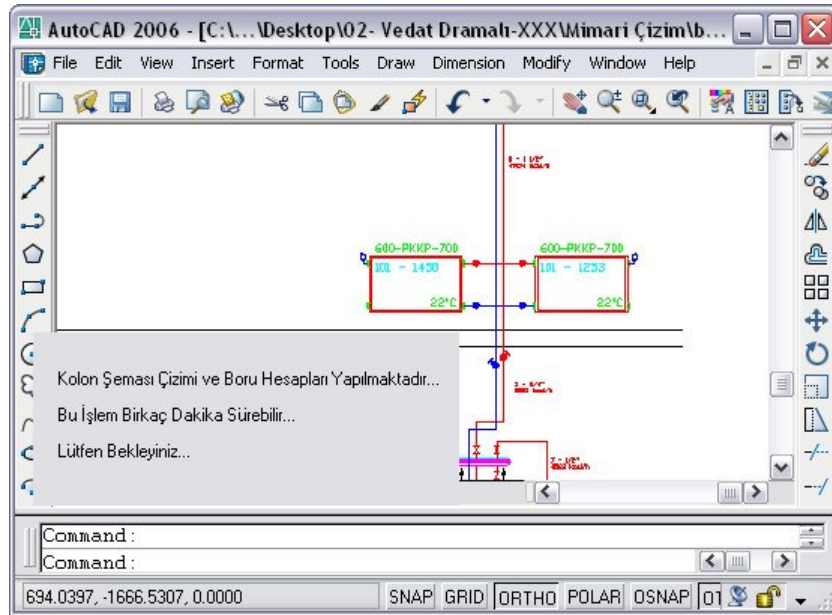 AutoCAD 2006 - [C:\...\Desktop\02- Vedat Dramalı-XXX\Mimari Çizim\b...
File Edit View Insert Format Tools Draw Dimension Modify Window Help
600-PKKP-700 600-PKKP-700
101 - 1450 101 - 1253
22°C 22°C
Kolon Şeması Çizimi ve Boru Hesapları Yapılmaktadır...
Bu İşlem Birkaç Dakika Sürebilir...
Lütfen Bekleyiniz...
Command:
Command:
694.0397, -1666.5307, 0.0000 SNAP GRID ORTHO POLAR OSNAP